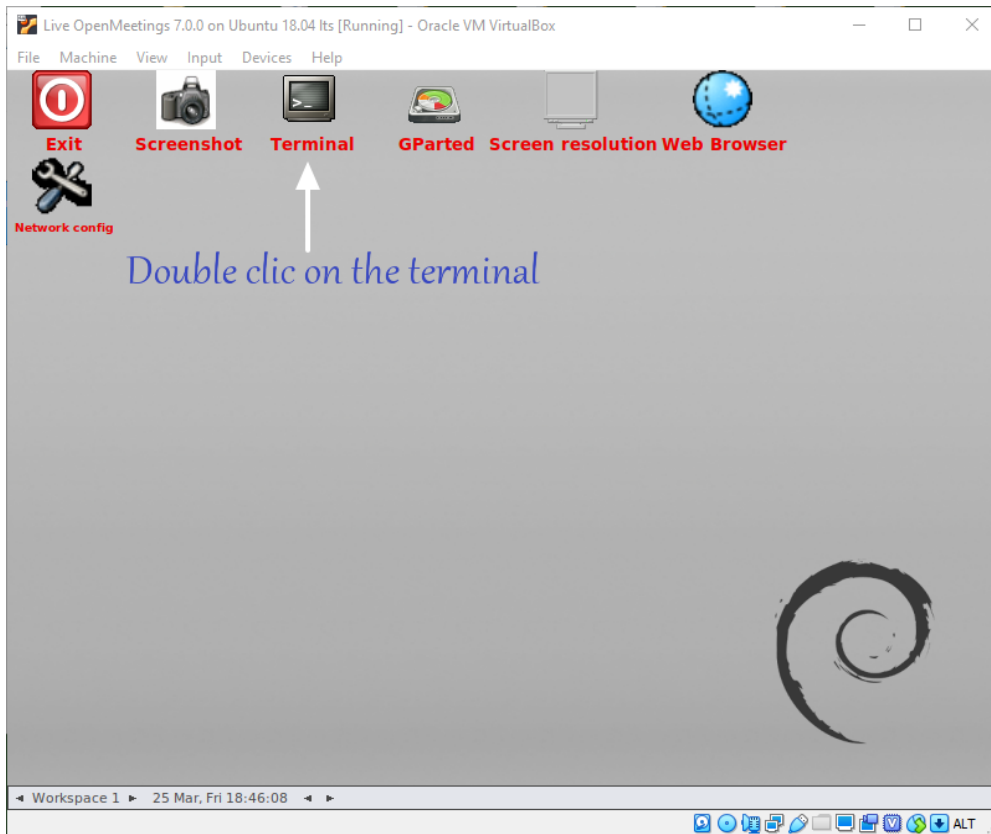 Live OpenMeetings 7.0.0 on Ubuntu 18.04 lts [Running] - Oracle VM VirtualBox
File Machine View Input Devices Help
Exit Screenshot Terminal GParted Screen resolution Web Browser
Network config
Double clic on the terminal
Workspace 1 25 Mar, Fri 18:46:08
ALT